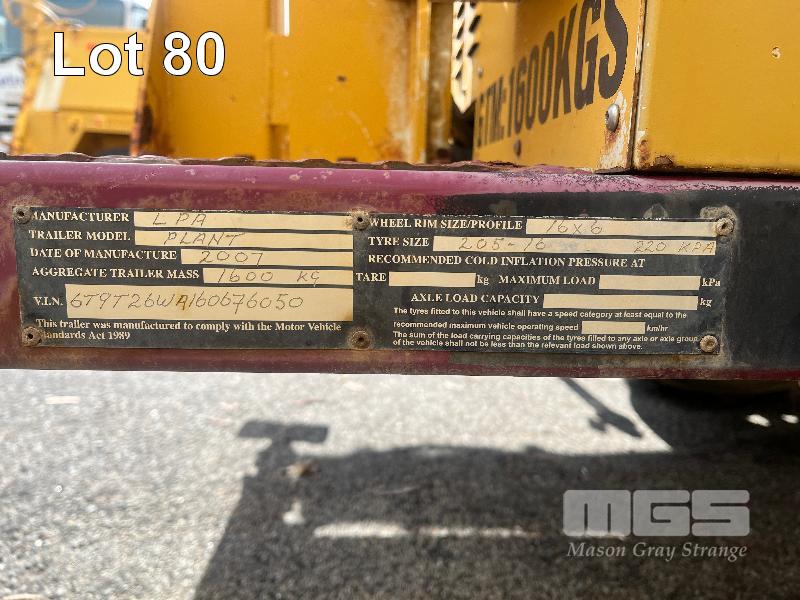 Lot 80
GTM:1600KGS
MANUFACTURER LPA
TRAILER MODEL PLANT
DATE OF MANUFACTURE 2007
AGGREGATE TRAILER MASS 1600 KG
V.I.N. 6T9T26WA160676050
This trailer was manufactured to comply with the Motor Vehicle
Standards Act 1989
WHEEL RIM SIZE/PROFILE 16x6
TYRE SIZE 205-16 220 KPA
RECOMMENDED COLD INFLATION PRESSURE AT
TARE kg MAXIMUM LOAD kPa
AXLE LOAD CAPACITY kg
The tyres fitted to this vehicle shall have a speed category at least equal to the
recommended maximum vehicle operating speed km/hr
The sum of the load carrying capacities of the tyres filled to any axle or axle group
of the vehicle shall not be less than the relevant load shown above.
MGS
Mason Gray Strange